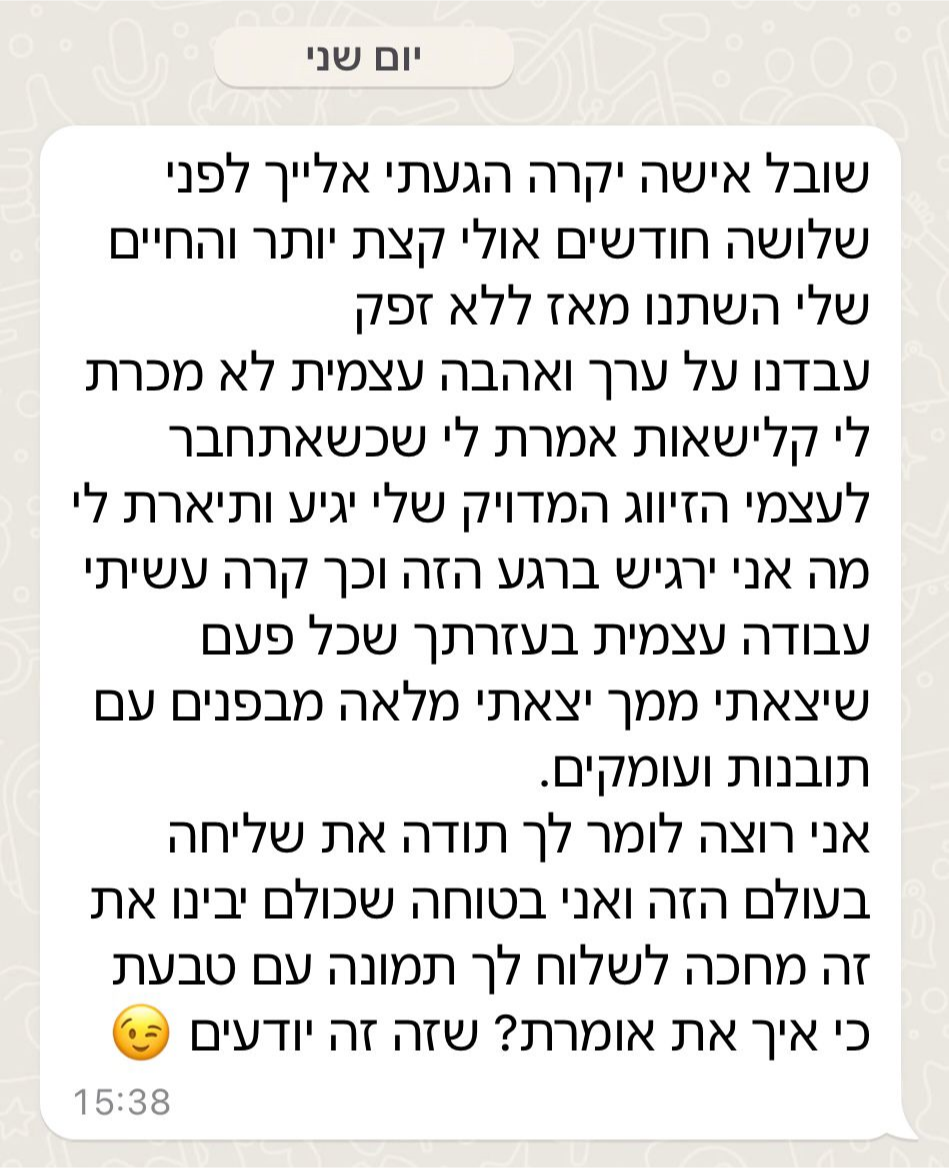 יום שני
שובל אישה יקרה הגעתי אלייך לפני
שלושה חודשים אולי קצת יותר והחיים
שלי השתנו מאז ללא זפק
עבדנו על ערך ואהבה עצמית לא מכרת
לי קלישאות אמרת לי שכשאתחבר
לעצמי הזיווג המדויק שלי יגיע ותיארת לי
מה אני ירגיש ברגע הזה וכך קרה עשיתי
עבודה עצמית בעזרתך שכל פעם
שיצאתי ממך יצאתי מלאה מבפנים עם
תובנות ועומקים.
אני רוצה לומר לך תודה את שליחה
בעולם הזה ואני בטוחה שכולם יבינו את
זה מחכה לשלוח לך תמונה עם טבעת
כי איך את אומרת? שזה זה יודעים 😉
15:38